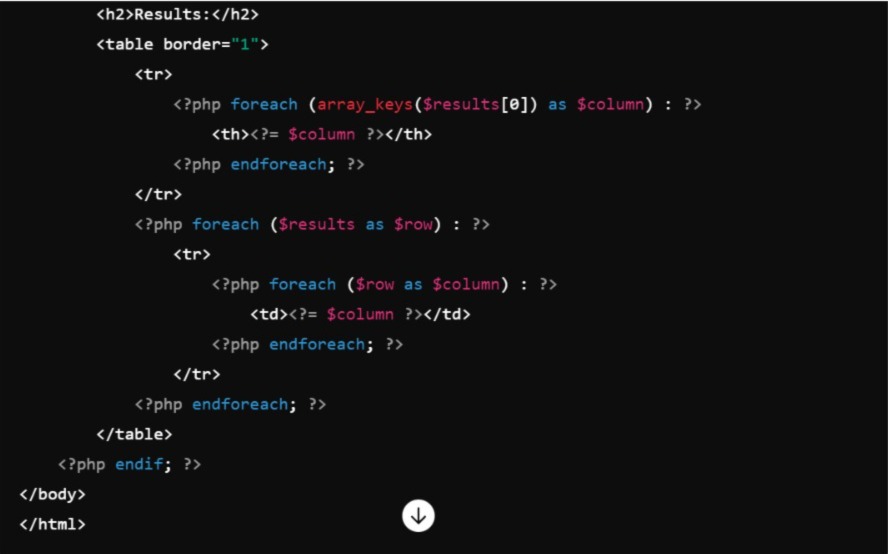 <h2>Results:</h2>
<table border="1">
<tr>
<?php foreach (array_keys($results[0]) as $column) : ?>
<th><?= $column ?></th>
<?php endforeach; ?>
</tr>
<?php foreach ($results as $row) : ?>
<tr>
<?php foreach ($row as $column) : ?>
<td><?= $column ?></td>
<?php endforeach; ?>
</tr>
<?php endforeach; ?>
</table>
<?php endif; ?>
</body>
</html>